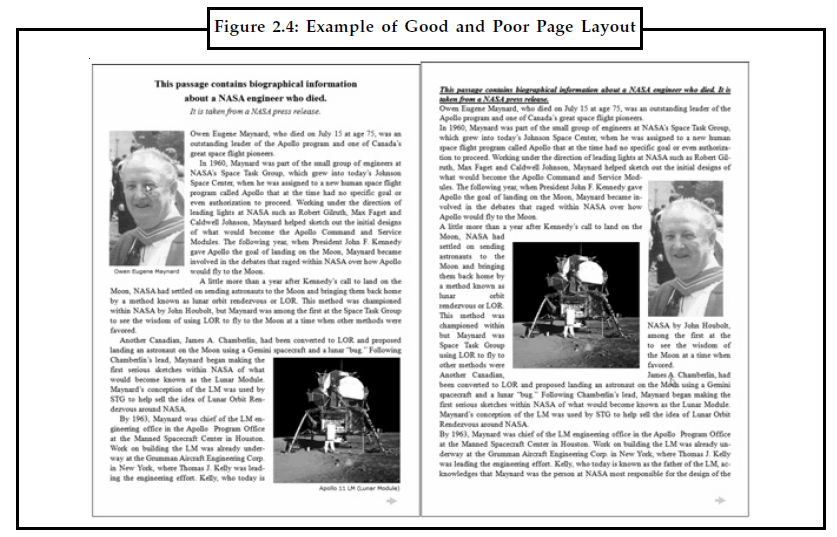 Figure 2.4: Example of Good and Poor Page Layout
This passage contains biographical information
about a NASA engineer who died.
It is taken from a NASA press release.
Owen Eugene Maynard, who died on July 15 at age 75, was an
outstanding leader of the Apollo program and one of Canada's
great space flight pioneers.
In 1960, Maynard was part of the small group of engineers at
NASA's Space Task Group, which grew into today's Johnson
Space Center, when he was assigned to a new human space flight
program called Apollo that at the time had no specific goal or
even authorization to proceed. Working under the direction of
leading lights at NASA such as Robert Gilruth, Max Faget and
Caldwell Johnson, Maynard helped sketch out the initial designs
of what would become the Apollo Command and Service
Modules. The following year, when President John F. Kennedy
gave Apollo the goal of landing on the Moon, Maynard became
involved in the debates that raged within NASA over how Apollo
would fly to the Moon.
Owen Eugene Maynard
A little more than a year after Kennedy's call to land on the
Moon, NASA had settled on sending astronauts to the Moon and bringing them back home
by a method known as lunar orbit rendezvous or LOR. This method was championed
within NASA by John Houbolt, but Maynard was among the first at the Space Task Group
to see the wisdom of using LOR to fly to the Moon at a time when other methods were
favored.
Another Canadian, James A. Chamberlin, had been converted to LOR and proposed
landing an astronaut on the Moon using a Gemini spacecraft and a lunar "bug." Following
Chamberlin's lead, Maynard began making the
first serious sketches within NASA of what
would become known as the Lunar Module.
Maynard's conception of the LM was used by
STG to help sell the idea of Lunar Orbit Ren-
dezvous around NASA.
By 1963, Maynard was chief of the LM en-
gineering office in the Apollo Program Office
at the Manned Spacecraft Center in Houston.
Work on building the LM was already under-
way at the Grumman Aircraft Engineering Corp.
in New York, where Thomas J. Kelly was lead-
ing the engineering effort. Kelly, who today is
Apollo 11 LM (Lunar Module)
This passage contains biographical information about a NASA engineer who died. It is
taken from a NASA press release.
Owen Eugene Maynard, who died on July 15 at age 75, was an outstanding leader of the
Apollo program and one of Canada's great space flight pioneers.
In 1960, Maynard was part of the small group of engineers at NASA's Space Task Group,
which grew into today's Johnson Space Center, when he was assigned to a new human
space flight program called Apollo that at the time had no specific goal or even authoriza-
tion to proceed. Working under the direction of leading lights at NASA such as Robert Gil-
ruth, Max Faget and Caldwell Johnson, Maynard helped sketch out the initial designs of
what would become the Apollo Command and Service Mod-
ules. The following year, when President John F. Kennedy gave
Apollo the goal of landing on the Moon, Maynard became in-
volved in the debates that raged within NASA over how
Apollo would fly to the Moon.
A little more than a year after Kennedy's call to land on the
Moon, NASA had
settled on sending
astronauts to the
Moon and bringing
them back home by
a method known as
lunar orbit
rendezvous or LOR.
This method was
championed within
NASA by John Houbolt,
but Maynard was
among the first at the
Space Task Group
to see the wisdom of
using LOR to fly to
the Moon at a time when
other methods were
favored.
Another Canadian,
James A. Chamberlin, had
been converted to LOR and proposed landing an astronaut on the Moon using a Gemini
spacecraft and a lunar "bug." Following Chamberlin's lead, Maynard began making the
first serious sketches within NASA of what would become known as the Lunar Module.
Maynard's conception of the LM was used by STG to help sell the idea of Lunar Orbit
Rendezvous around NASA.
By 1963, Maynard was chief of the LM engineering office in the Apollo Program Office
at the Manned Spacecraft Center in Houston. Work on building the LM was already un-
derway at the Grumman Aircraft Engineering Corp. in New York, where Thomas J. Kelly
was leading the engineering effort. Kelly, who today is known as the father of the LM, ac-
knowledges that Maynard was the person at NASA most responsible for the design of the